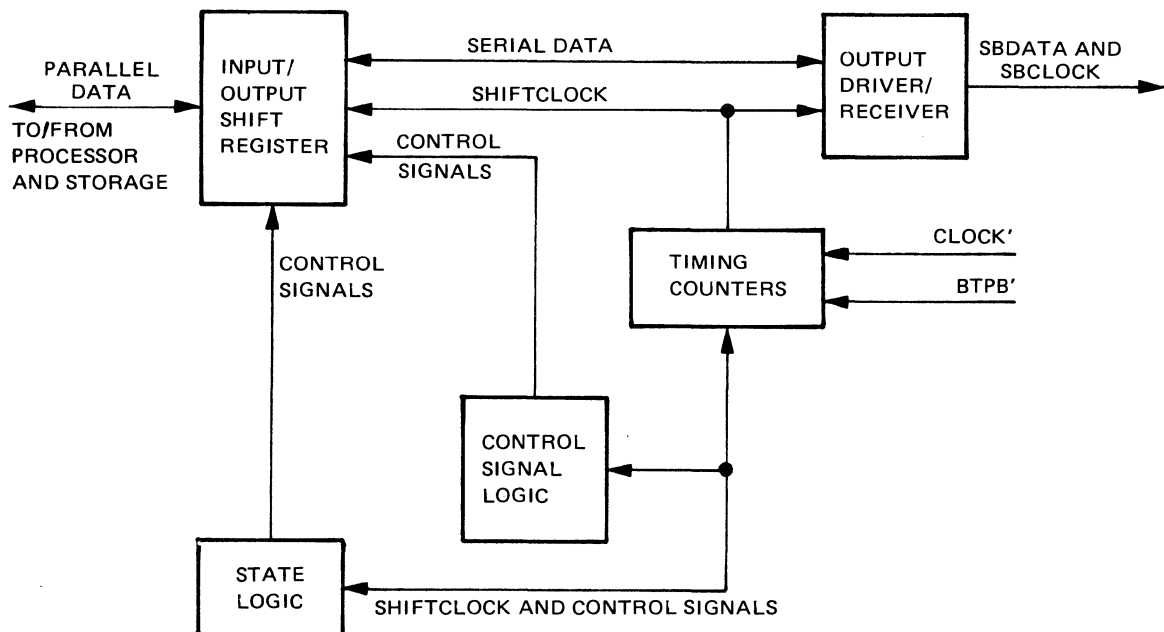 PARALLEL
DATA
TO/FROM
PROCESSOR
AND STORAGE
INPUT/
OUTPUT
SHIFT
REGISTER
SERIAL DATA
SHIFTCLOCK
CONTROL
SIGNALS
OUTPUT
DRIVER/
RECEIVER
SBDATA AND
SBCLOCK
CONTROL
SIGNALS
TIMING
COUNTERS
CLOCK'
BTPB'
CONTROL
SIGNAL
LOGIC
STATE
LOGIC
SHIFTCLOCK AND CONTROL SIGNALS